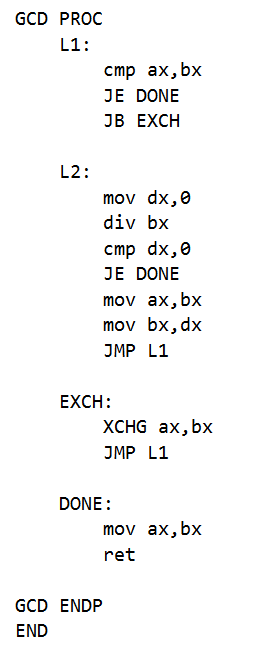 GCD PROC
L1:
cmp ax,bx
JE DONE
JB EXCH
L2:
mov dx,0
div bx
cmp dx,0
JE DONE
mov ax,bx
mov bx,dx
JMP L1
EXCH:
XCHG ax,bx
JMP L1
DONE:
mov ax,bx
ret
GCD ENDP
END